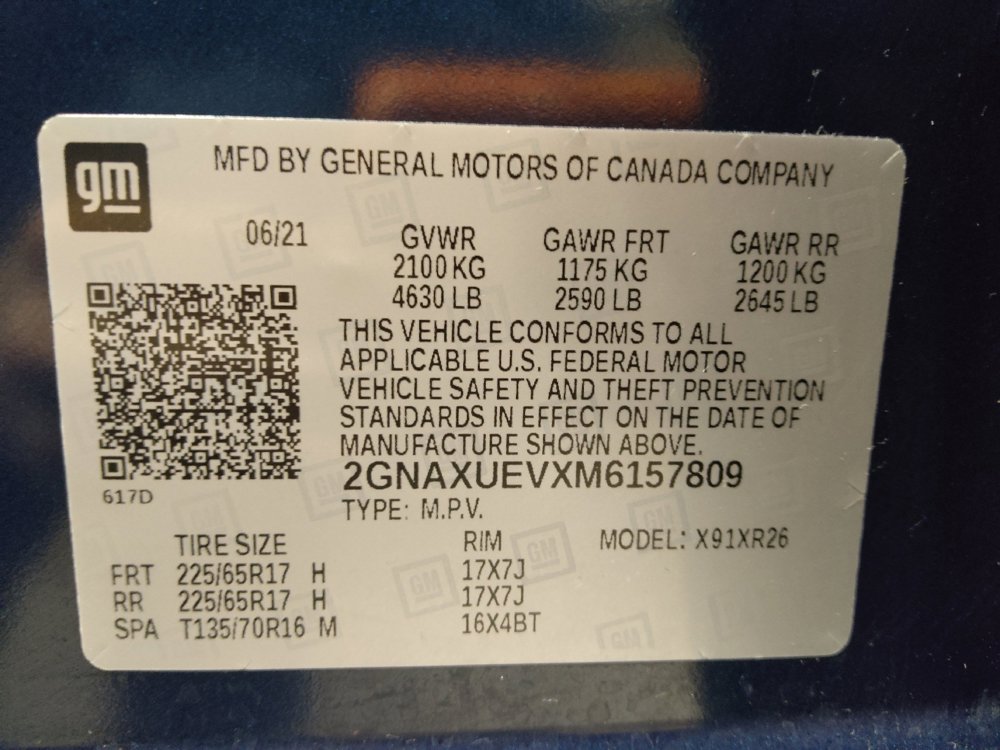 gm
MFD BY GENERAL MOTORS OF CANADA COMPANY
06/21 GVWR GAWR FRT GAWR RR
2100 KG 1175 KG 1200 KG
4630 LB 2590 LB 2645 LB
THIS VEHICLE CONFORMS TO ALL
APPLICABLE U.S. FEDERAL MOTOR
VEHICLE SAFETY AND THEFT PREVENTION
STANDARDS IN EFFECT ON THE DATE OF
MANUFACTURE SHOWN ABOVE.
2GNAXUEVXM6157809
617D
TYPE: M.P.V.
TIRE SIZE RIM MODEL: X91XR26
FRT 225/65R17 H 17X7J
RR 225/65R17 H 17X7J
SPA T135/70R16 M 16X4BT